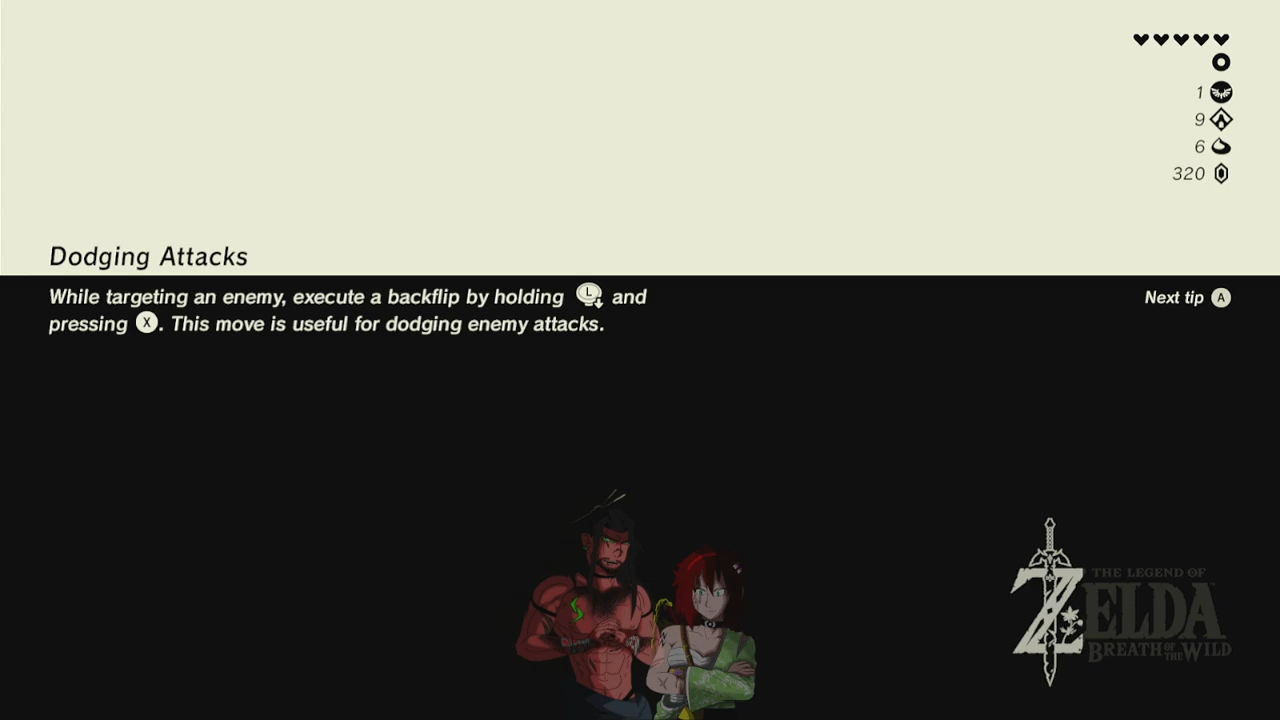 1
9
6
320
Dodging Attacks
While targeting an enemy, execute a backflip by holding L and
pressing X. This move is useful for dodging enemy attacks.
Next tip A
THE LEGEND OF
ZELDA
BREATH OF THE WILD